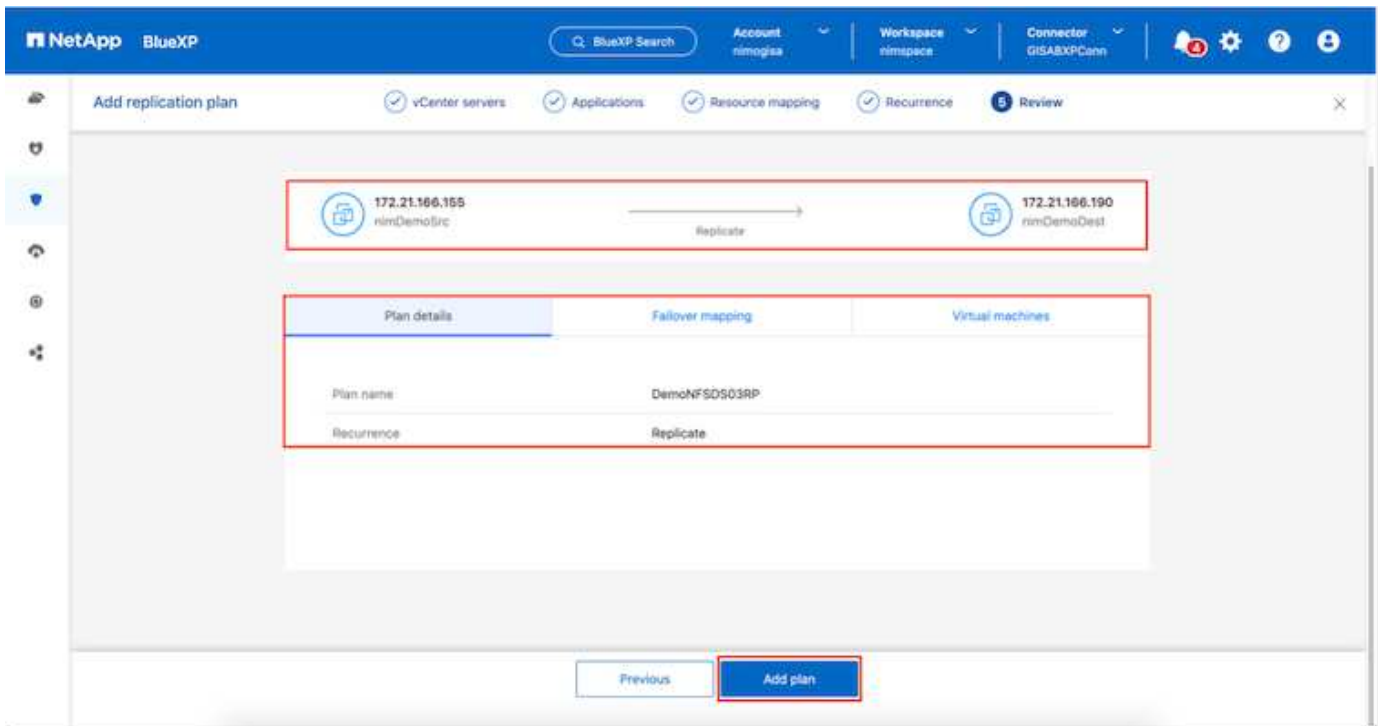 NetApp BlueXP
BlueXP Search
Account
nimogisa
Workspace
nimspace
Connector
GISABXPConn
4
Add replication plan
vCenter servers
Applications
Resource mapping
Recurrence
5 Review
172.21.166.155
nimDemoSrc
Replicate
172.21.166.190
nimDemoDest
Plan details
Failover mapping
Virtual machines
Plan name
DemoNFSDS03RP
Recurrence
Replicate
Previous
Add plan